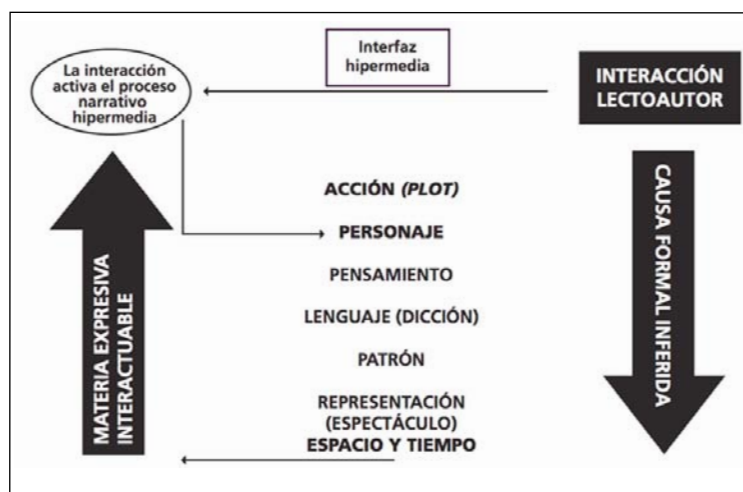 Interfaz
hipermedia
La interacción
activa el proceso
narrativo
hipermedia
INTERACCIÓN
LECTOAUTOR
ACCIÓN (PLOT)
PERSONAJE
PENSAMIENTO
LENGUAJE (DICCIÓN)
PATRÓN
REPRESENTACIÓN
(ESPECTÁCULO)
ESPACIO Y TIEMPO
MATERIA EXPRESIVA
INTERACTUABLE
CAUSA FORMAL INFERIDA